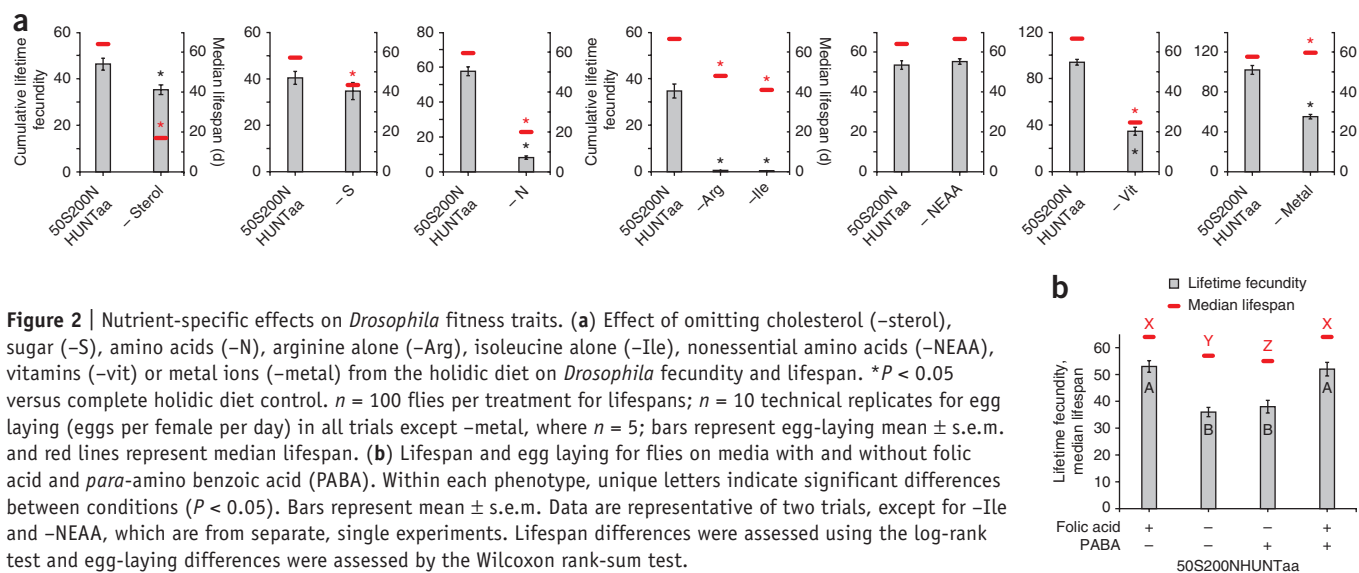 a
60
40
20
0
Cumulative lifetime
fecundity
60
40
20
0
Median lifespan (d)
*
*
50S200N
HUNTaa
– Sterol
60
40
20
0
60
40
20
0
*
50S200N
HUNTaa
– S
80
60
40
20
0
60
40
20
0
*
*
50S200N
HUNTaa
– N
Cumulative lifetime
fecundity
60
40
20
0
60
40
20
0
Median lifespan (d)
*
*
*
*
50S200N
HUNTaa
–Arg
–Ile
60
40
20
0
60
40
20
0
50S200N
HUNTaa
– NEAA
120
80
40
0
60
40
20
0
*
*
50S200N
HUNTaa
– Vit
120
90
60
30
0
60
40
20
0
*
*
50S200N
HUNTaa
– Metal
Figure 2 | Nutrient-specific effects on Drosophila fitness traits. (a) Effect of omitting cholesterol (–sterol),
sugar (–S), amino acids (–N), arginine alone (–Arg), isoleucine alone (–Ile), nonessential amino acids (–NEAA),
vitamins (–vit) or metal ions (–metal) from the holidic diet on Drosophila fecundity and lifespan. *P < 0.05
versus complete holidic diet control. n = 100 flies per treatment for lifespans; n = 10 technical replicates for egg
laying (eggs per female per day) in all trials except –metal, where n = 5; bars represent egg-laying mean ± s.e.m.
and red lines represent median lifespan. (b) Lifespan and egg laying for flies on media with and without folic
acid and para-amino benzoic acid (PABA). Within each phenotype, unique letters indicate significant differences
between conditions (P < 0.05). Bars represent mean ± s.e.m. Data are representative of two trials, except for –Ile
and –NEAA, which are from separate, single experiments. Lifespan differences were assessed using the log-rank
test and egg-laying differences were assessed by the Wilcoxon rank-sum test.
b
Lifetime fecundity
Median lifespan
Lifetime fecundity,
median lifespan
60
50
40
30
20
10
0
X
Y
Z
X
A
B
B
A
Folic acid + – – +
PABA – – + +
50S200NHUNTaa